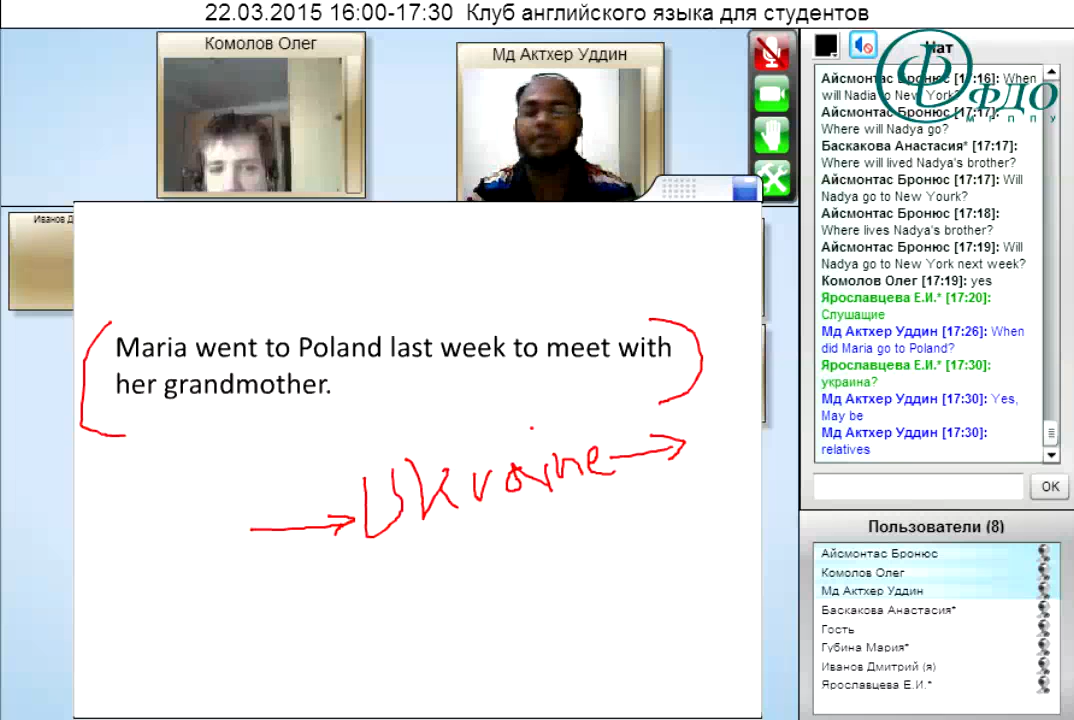 22.03.2015 16:00-17:30 Клуб английского языка для студентов
Комолов Олег
Мд Актхер Уддин
Иванов Д
Maria went to Poland last week to meet with
her grandmother.
Ukraine
Чат
ФДО
МГППУ
Айсмонтас Бронюс [17:16]: When
will Nadia to New York?
Айсмонтас Бронюс [17:17]:
Where will Nadya go?
Баскакова Анастасия* [17:17]:
Where will lived Nadya's brother?
Айсмонтас Бронюс [17:17]: Will
Nadya go to New Yourk?
Айсмонтас Бронюс [17:18]:
Where lives Nadya's brother?
Айсмонтас Бронюс [17:19]: Will
Nadya go to New York next week?
Комолов Олег [17:19]: yes
Ярославцева Е.И.* [17:20]:
Слушащие
Мд Актхер Уддин [17:26]: When
did Maria go to Poland?
Ярославцева Е.И.* [17:30]:
украина?
Мд Актхер Уддин [17:30]: Yes,
May be
Мд Актхер Уддин [17:30]:
relatives
OK
Пользователи (8)
Айсмонтас Бронюс
Комолов Олег
Мд Актхер Уддин
Баскакова Анастасия*
Гость
Губина Мария*
Иванов Дмитрий (я)
Ярославцева Е.И.*